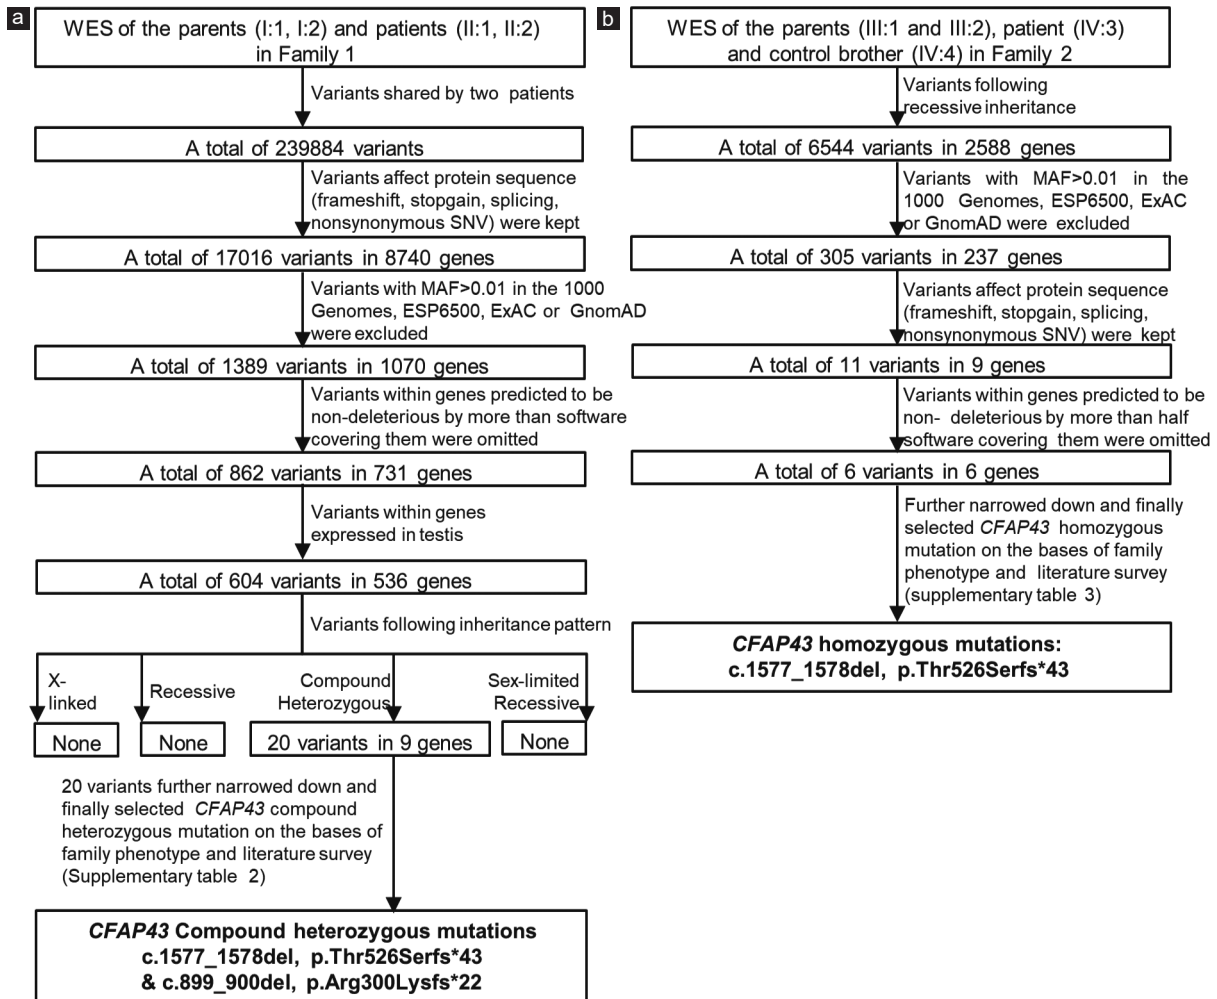 a
WES of the parents (I:1, I:2) and patients (II:1, II:2)
in Family 1
Variants shared by two patients
A total of 239884 variants
Variants affect protein sequence
(frameshift, stopgain, splicing,
nonsynonymous SNV) were kept
A total of 17016 variants in 8740 genes
Variants with MAF>0.01 in the 1000
Genomes, ESP6500, ExAC or GnomAD
were excluded
A total of 1389 variants in 1070 genes
Variants within genes predicted to be
non-deleterious by more than software
covering them were omitted
A total of 862 variants in 731 genes
Variants within genes
expressed in testis
A total of 604 variants in 536 genes
Variants following inheritance pattern
X-
linked
Recessive
Compound
Heterozygous
Sex-limited
Recessive
None
None
20 variants in 9 genes
None
20 variants further narrowed down and
finally selected CFAP43 compound
heterozygous mutation on the bases of
family phenotype and literature survey
(Supplementary table 2)
CFAP43 Compound heterozygous mutations
c.1577_1578del, p.Thr526Serfs*43
& c.899_900del, p.Arg300Lysfs*22
b
WES of the parents (III:1 and III:2), patient (IV:3)
and control brother (IV:4) in Family 2
Variants following
recessive inheritance
A total of 6544 variants in 2588 genes
Variants with MAF>0.01 in the
1000 Genomes, ESP6500, ExAC
or GnomAD were excluded
A total of 305 variants in 237 genes
Variants affect protein sequence
(frameshift, stopgain, splicing,
nonsynonymous SNV) were kept
A total of 11 variants in 9 genes
Variants within genes predicted to be
non- deleterious by more than half
software covering them were omitted
A total of 6 variants in 6 genes
Further narrowed down and finally
selected CFAP43 homozygous
mutation on the bases of family
phenotype and literature survey
(supplementary table 3)
CFAP43 homozygous mutations:
c.1577_1578del, p.Thr526Serfs*43